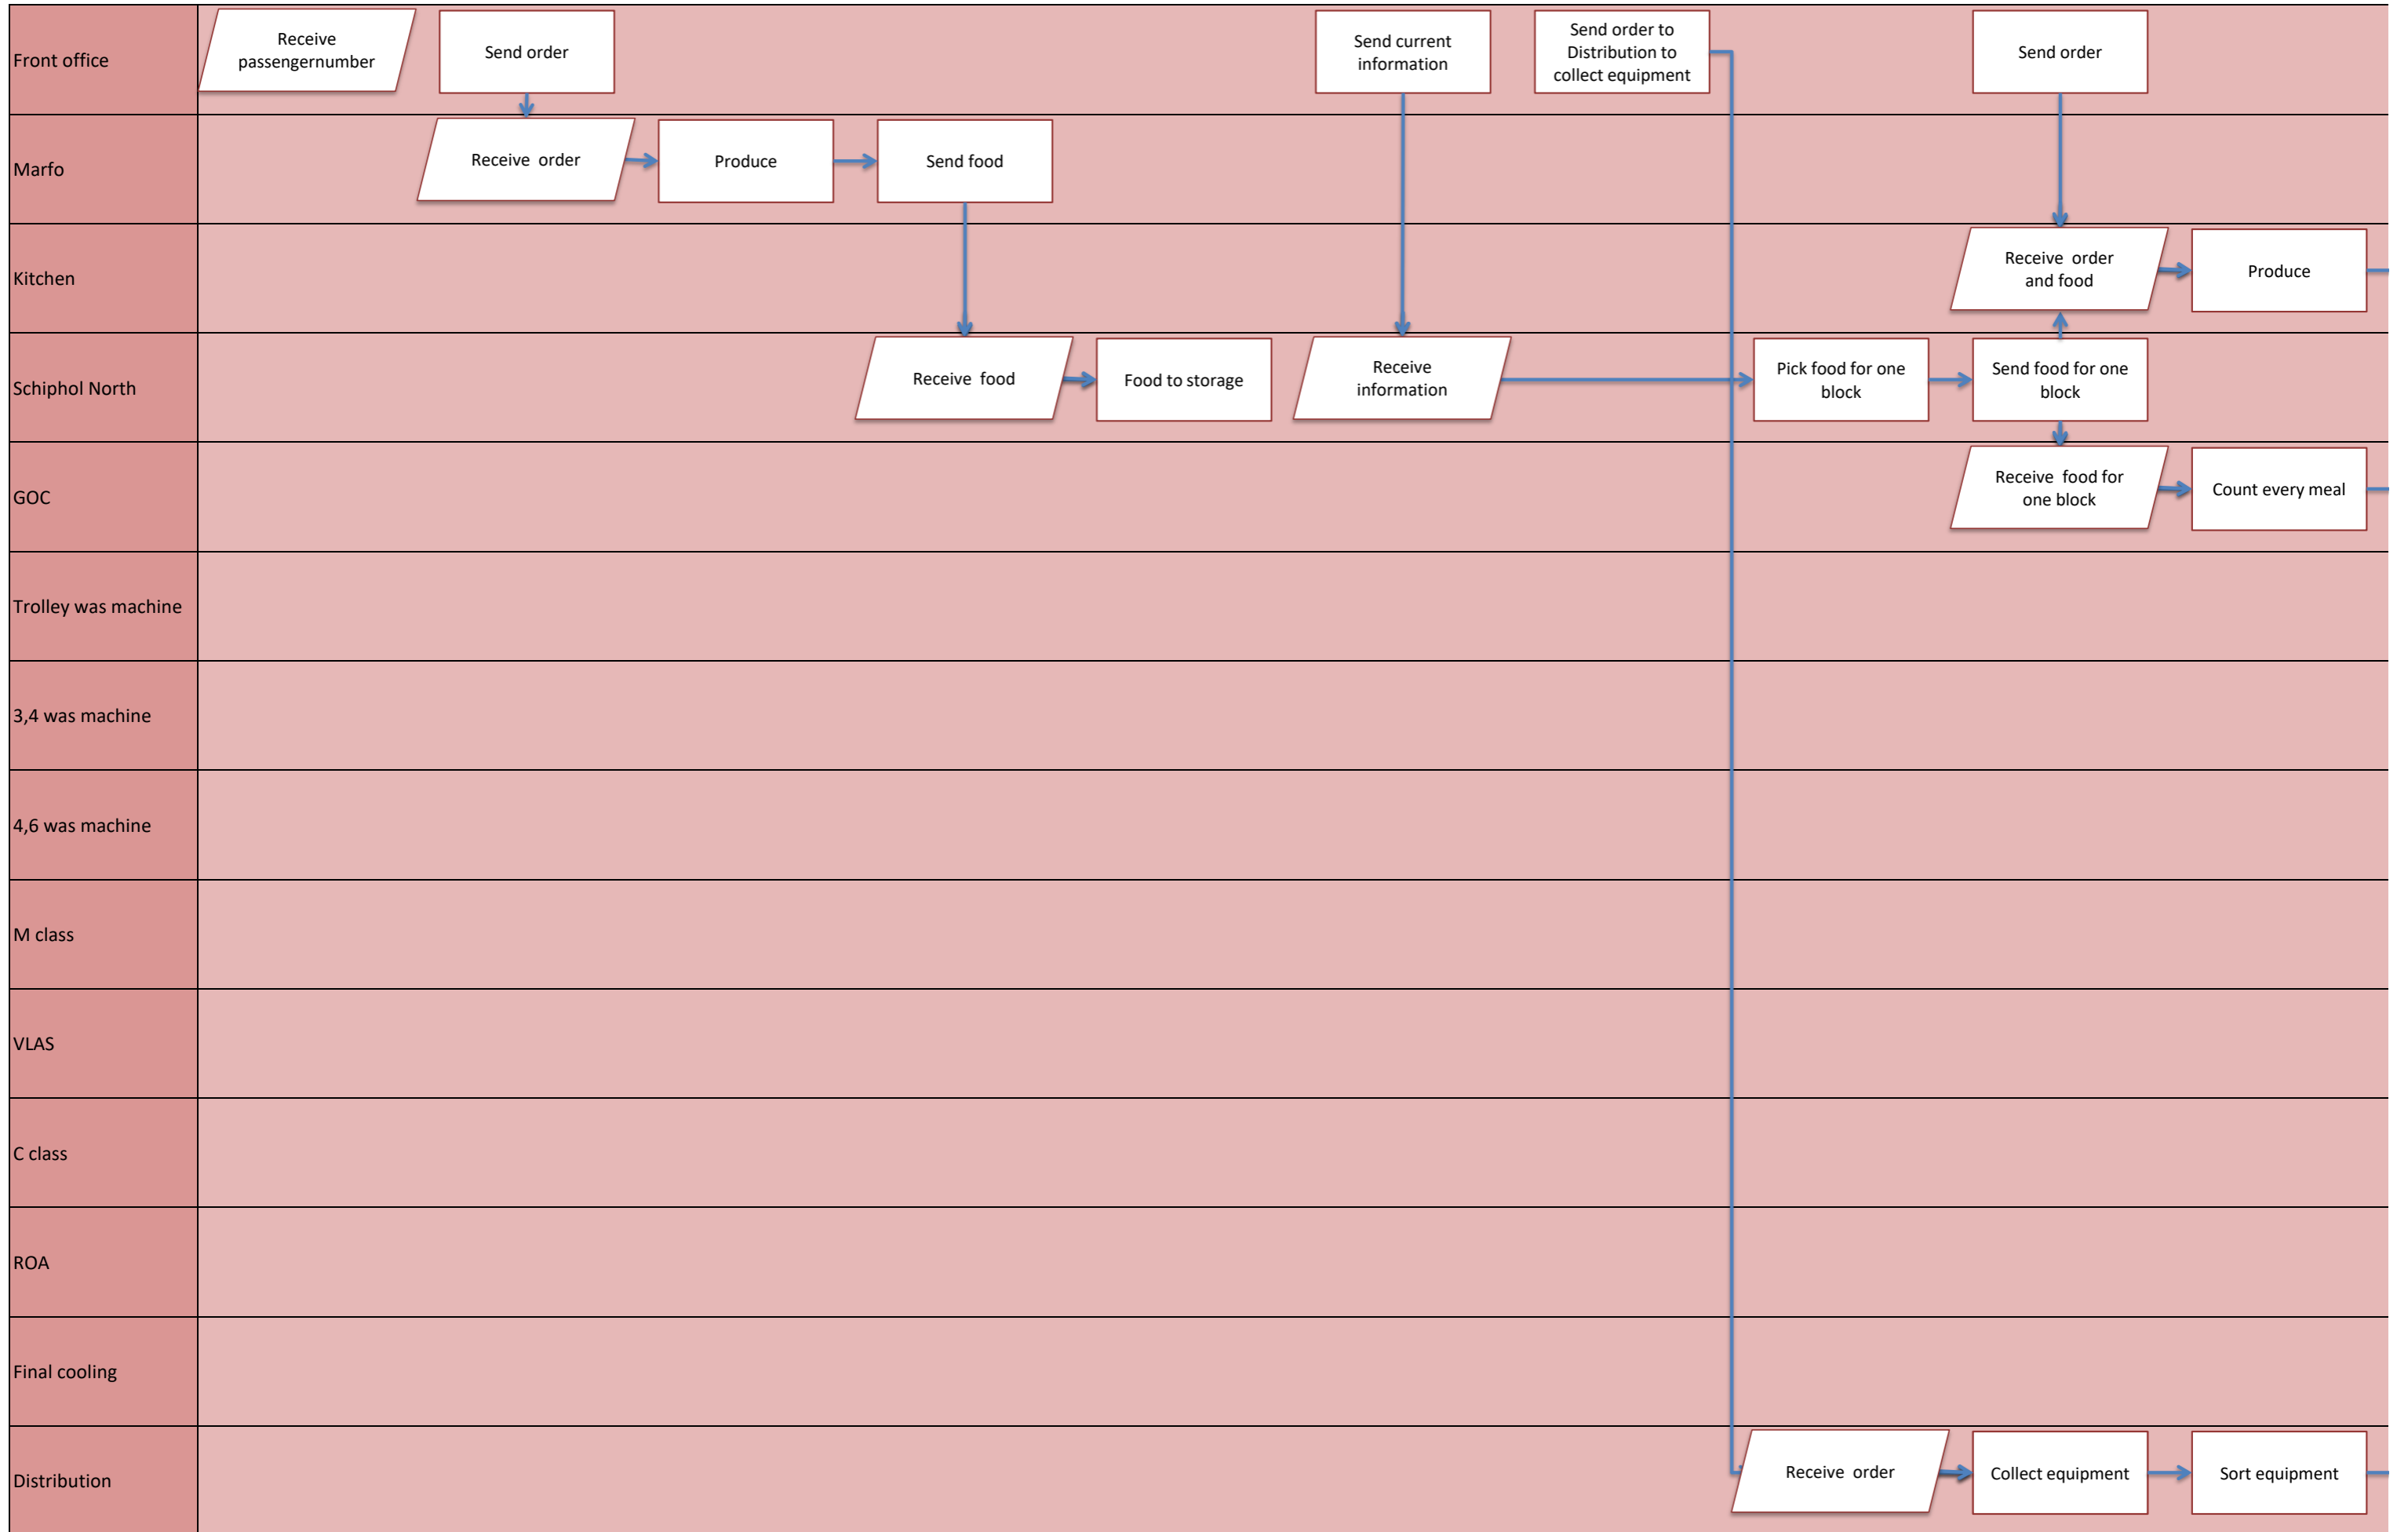 Front office
Receive
passengernumber
Send order
Send current
information
Send order to
Distribution to
collect equipment
Send order
Marfo
Receive order
Produce
Send food
Kitchen
Receive order
and food
Produce
Schiphol North
Receive food
Food to storage
Receive
information
Pick food for one
block
Send food for one
block
GOC
Receive food for
one block
Count every meal
Trolley was machine
3,4 was machine
4,6 was machine
M class
VLAS
C class
ROA
Final cooling
Distribution
Receive order
Collect equipment
Sort equipment